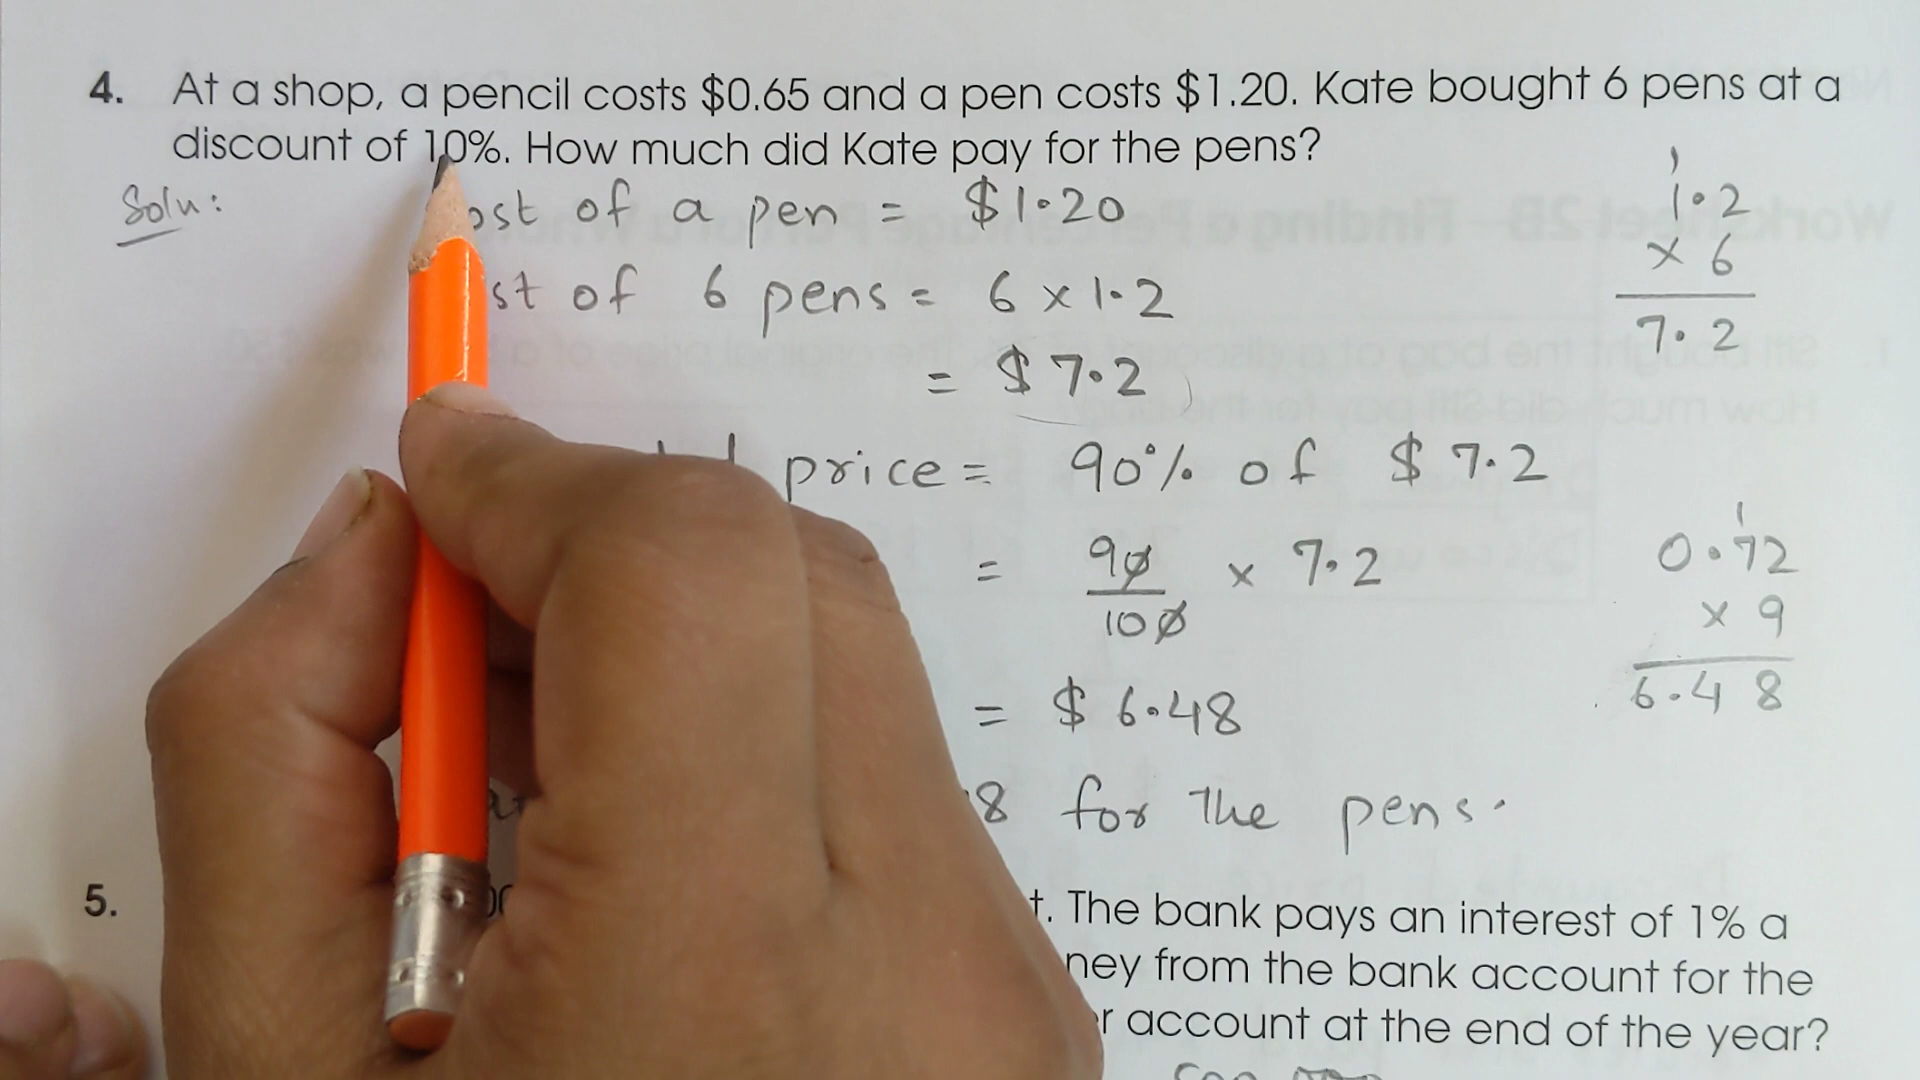 4. At a shop, a pencil costs $0.65 and a pen costs $1.20. Kate bought 6 pens at a
discount of 10%. How much did Kate pay for the pens?
Soln: ost of a pen = $1.20
st of 6 pens = 6 x 1.2
= $7.2
price = 90% of $7.2
= 90/100 x 7.2
= $6.48
8 for the pens.
1
1.2
x 6
7.2
1
0.72
x 9
6.48
5. t. The bank pays an interest of 1% a
ney from the bank account for the
r account at the end of the year?